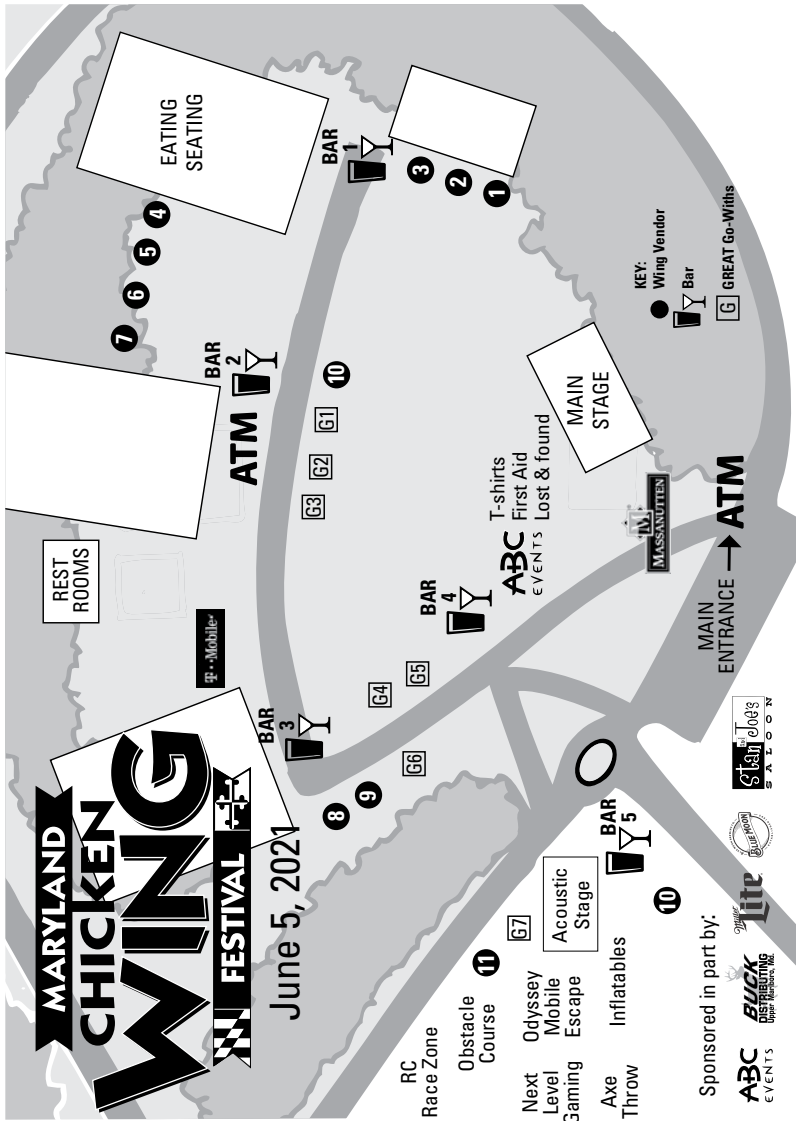 MARYLAND
CHICKEN
WING
FESTIVAL
June 5, 2021
RC
Race Zone
Obstacle
Course
Next
Level
Gaming
Odyssey
Mobile
Escape
Axe
Throw
Inflatables
11
G7
Acoustic
Stage
BAR
5
10
8
9
BAR
3
G6
G4
G5
T··Mobile
REST
ROOMS
BAR
4
ATM
BAR
2
G3
G2
G1
10
7
6
5
4
EATING
SEATING
BAR
1
3
2
1
ABC
EVENTS
T-shirts
First Aid
Lost & found
MAIN
STAGE
M
MASSANUTTEN
MAIN
ENTRANCE
ATM
KEY:
Wing Vendor
Bar
G GREAT Go-Withs
Sponsored in part by:
ABC
EVENTS
BUCK
DISTRIBUTING
Upper Marlboro, Md.
Miller
Lite
BLUE MOON
Stan and Joe's
SALOON